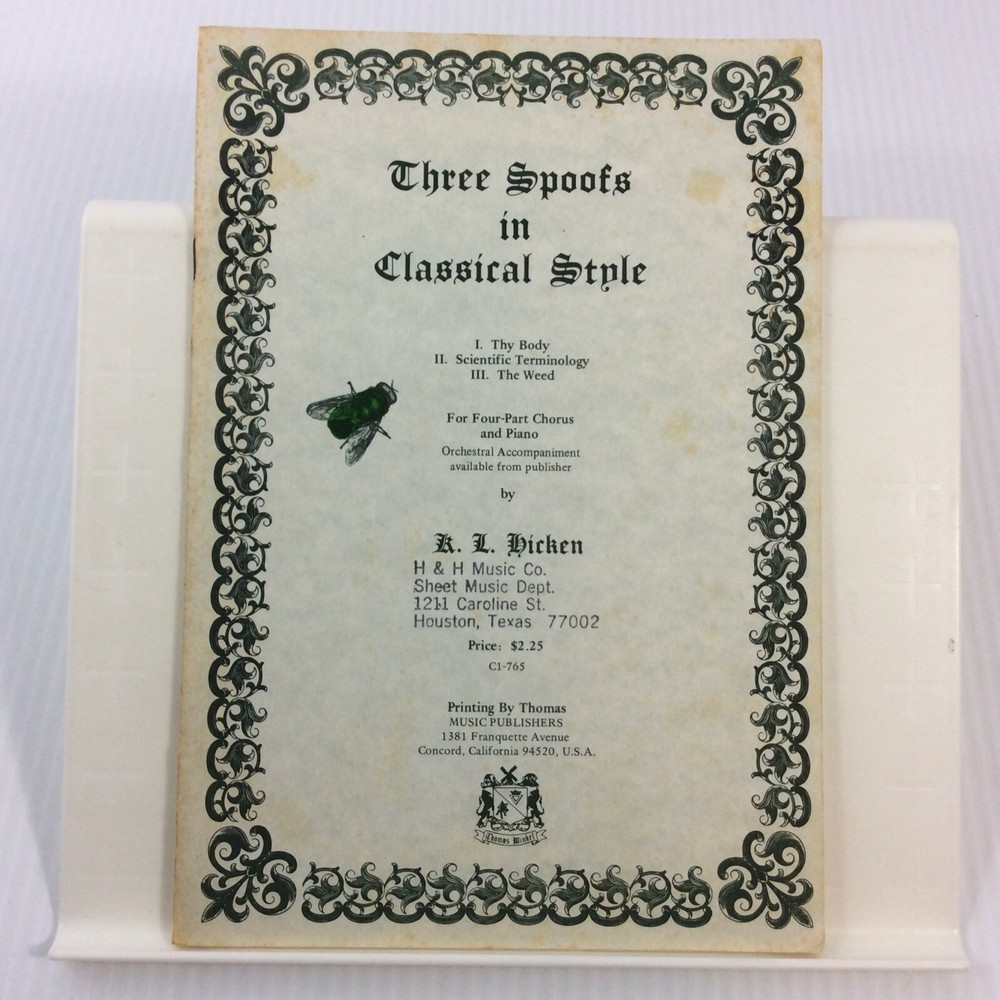 Three Spoofs
in
Classical Style
I. Thy Body
II. Scientific Terminology
III. The Weed
For Four-Part Chorus
and Piano
Orchestral Accompaniment
available from publisher
by
K. L. Hicken
H & H Music Co.
Sheet Music Dept.
1211 Caroline St.
Houston, Texas 77002
Price: $2.25
C1-765
Printing By Thomas
MUSIC PUBLISHERS
1381 Franquette Avenue
Concord, California 94520, U.S.A.
Thomas Winkel